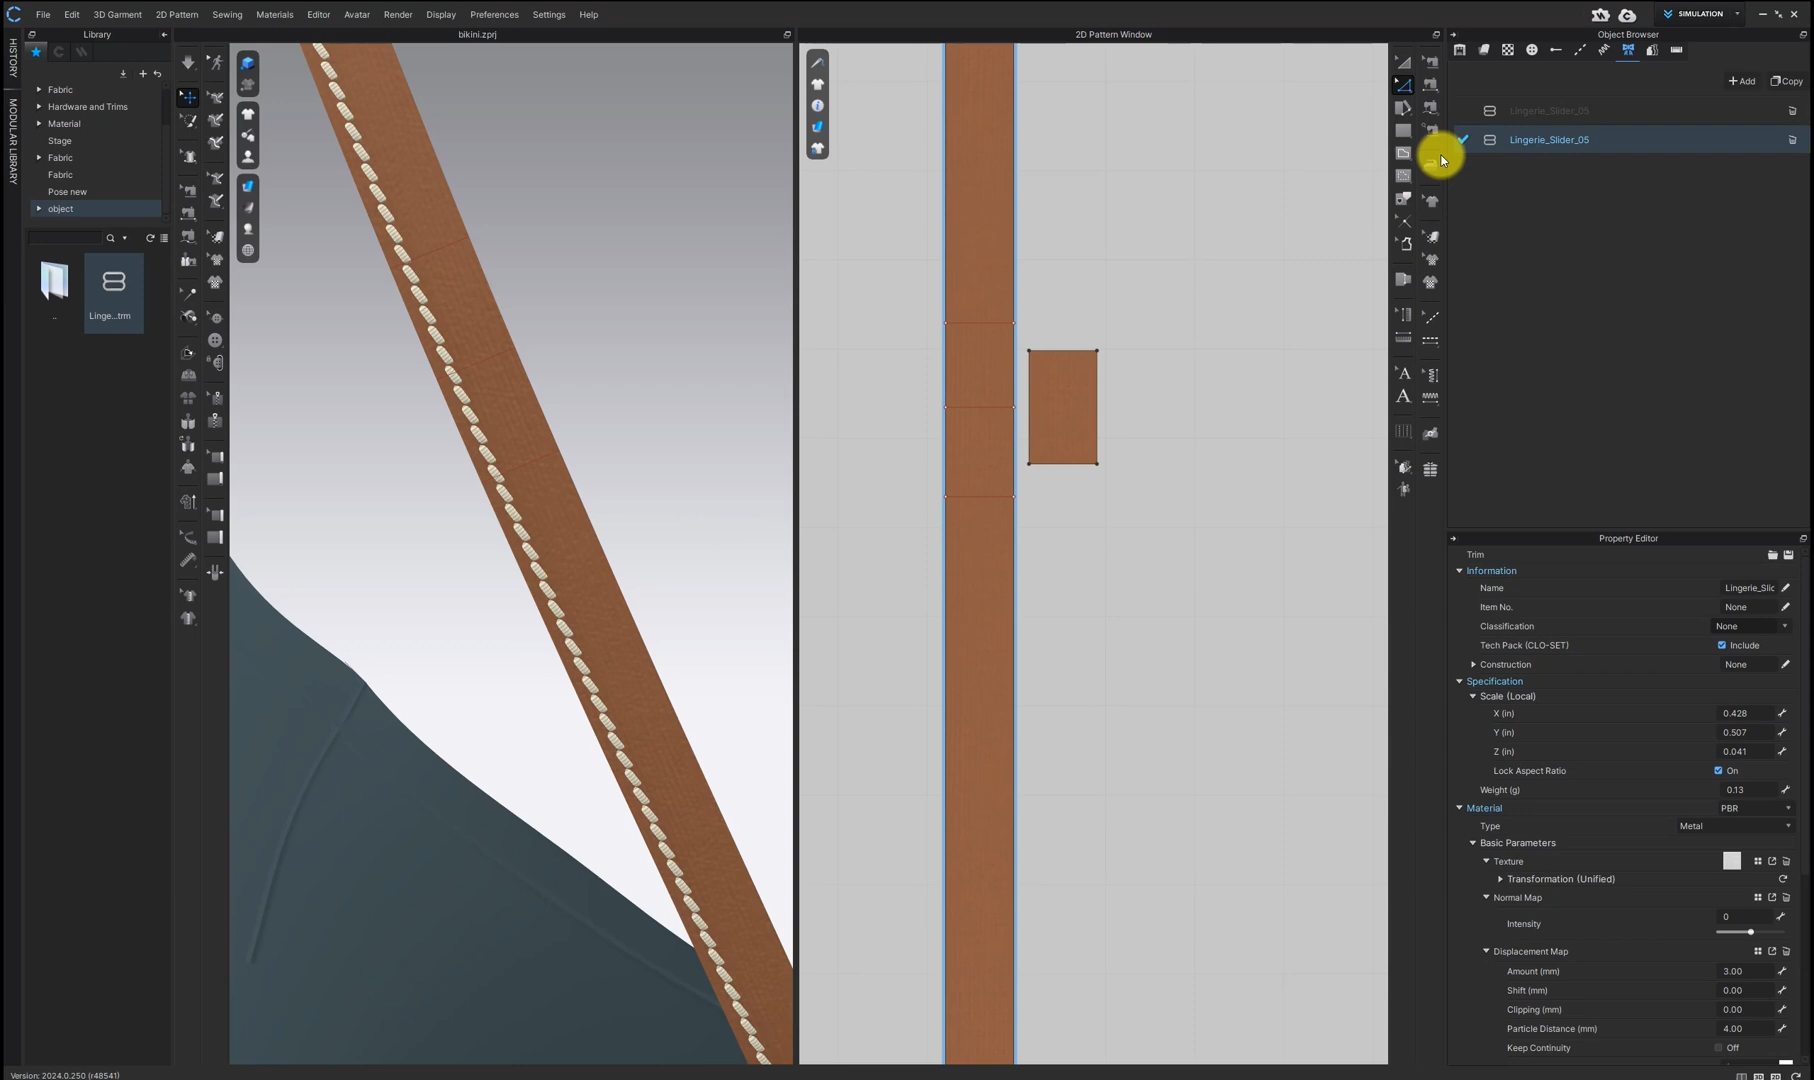 File Edit 3D Garment 2D Pattern Sewing Materials Editor Avatar Render Display Preferences Settings Help
SIMULATION
HISTORY
MODULAR LIBRARY
Library
Fabric
Hardware and Trims
Material
Stage
Fabric
Fabric
Pose new
object
..
Linge...trm
bikini.zprj
2D Pattern Window
A
A
Object Browser
Add
Copy
Lingerie_Slider_05
Lingerie_Slider_05
Property Editor
Trim
Information
Name Lingerie_Slic
Item No. None
Classification None
Tech Pack (CLO-SET) Include
Construction None
Specification
Scale (Local)
X (in) 0.428
Y (in) 0.507
Z (in) 0.041
Lock Aspect Ratio On
Weight (g) 0.13
Material PBR
Type Metal
Basic Parameters
Texture
Transformation (Unified)
Normal Map
Intensity 0
Displacement Map
Amount (mm) 3.00
Shift (mm) 0.00
Clipping (mm) 0.00
Particle Distance (mm) 4.00
Keep Continuity Off
Version: 2024.0.250 (r48541)